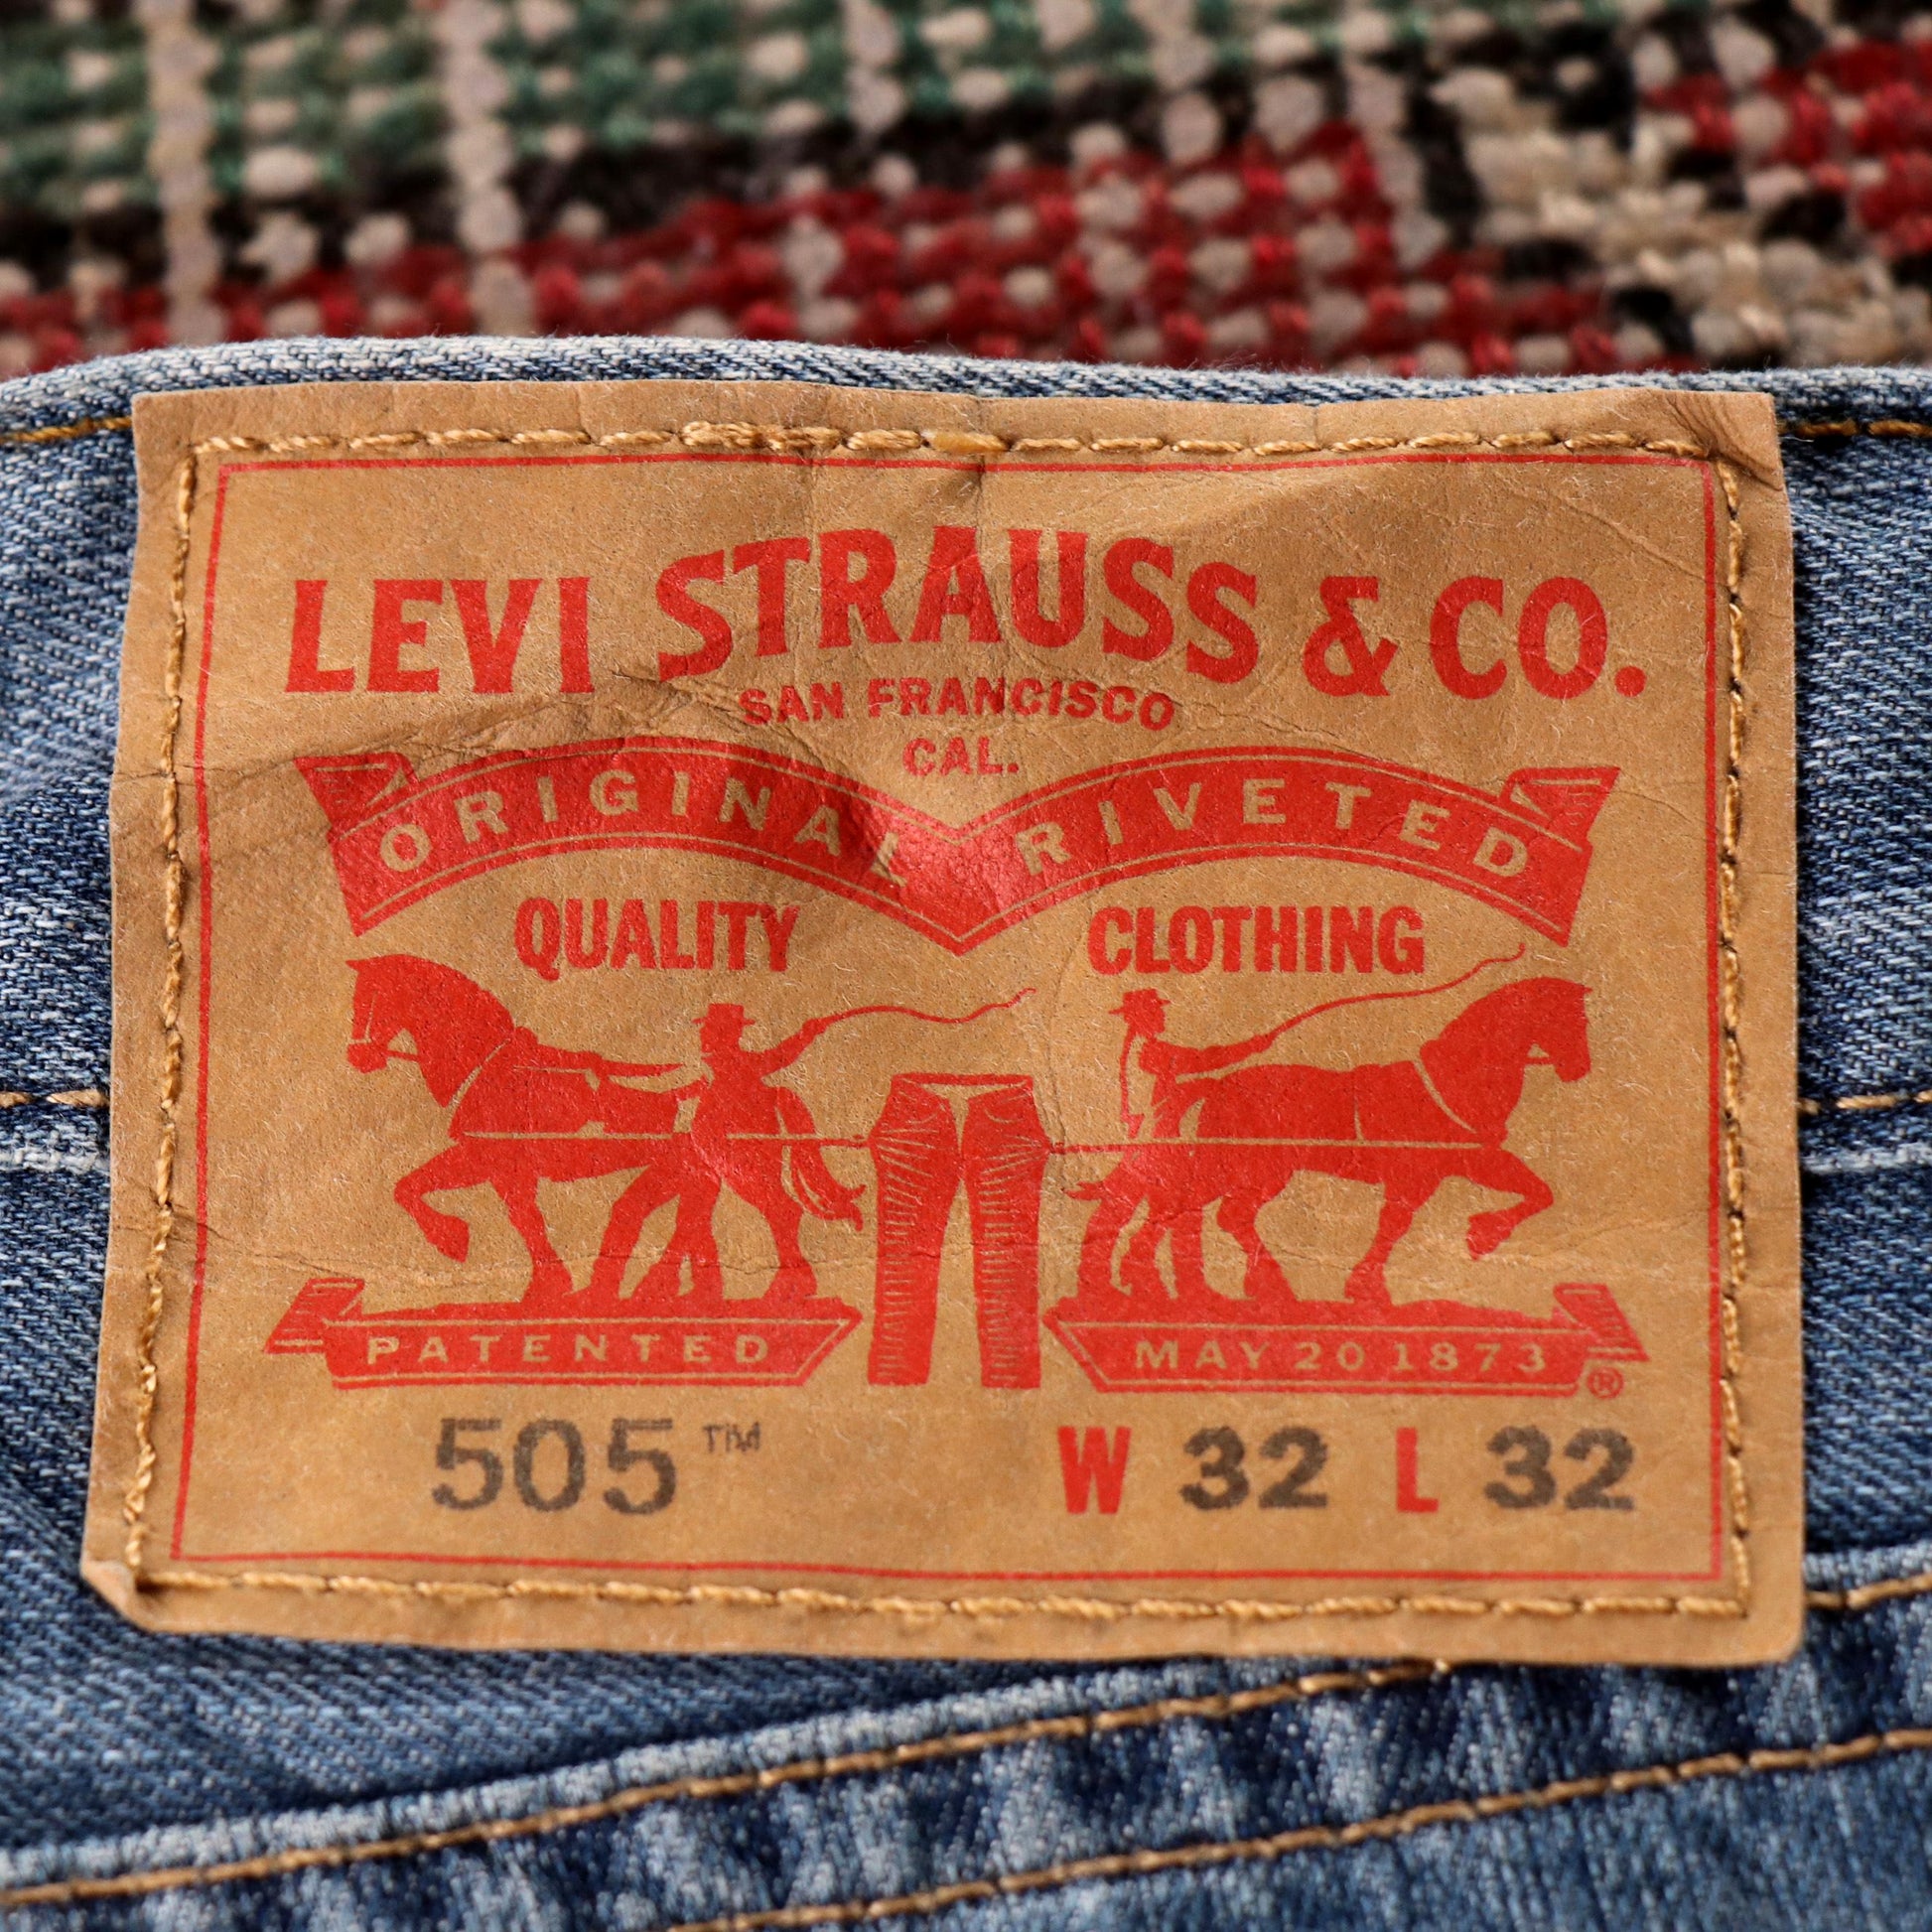 LEVI STRAUSS & CO.
SAN FRANCISCO
CAL.
ORIGINAL RIVETED
QUALITY CLOTHING
PATENTED MAY 20 1873 ®
505™ W 32 L 32